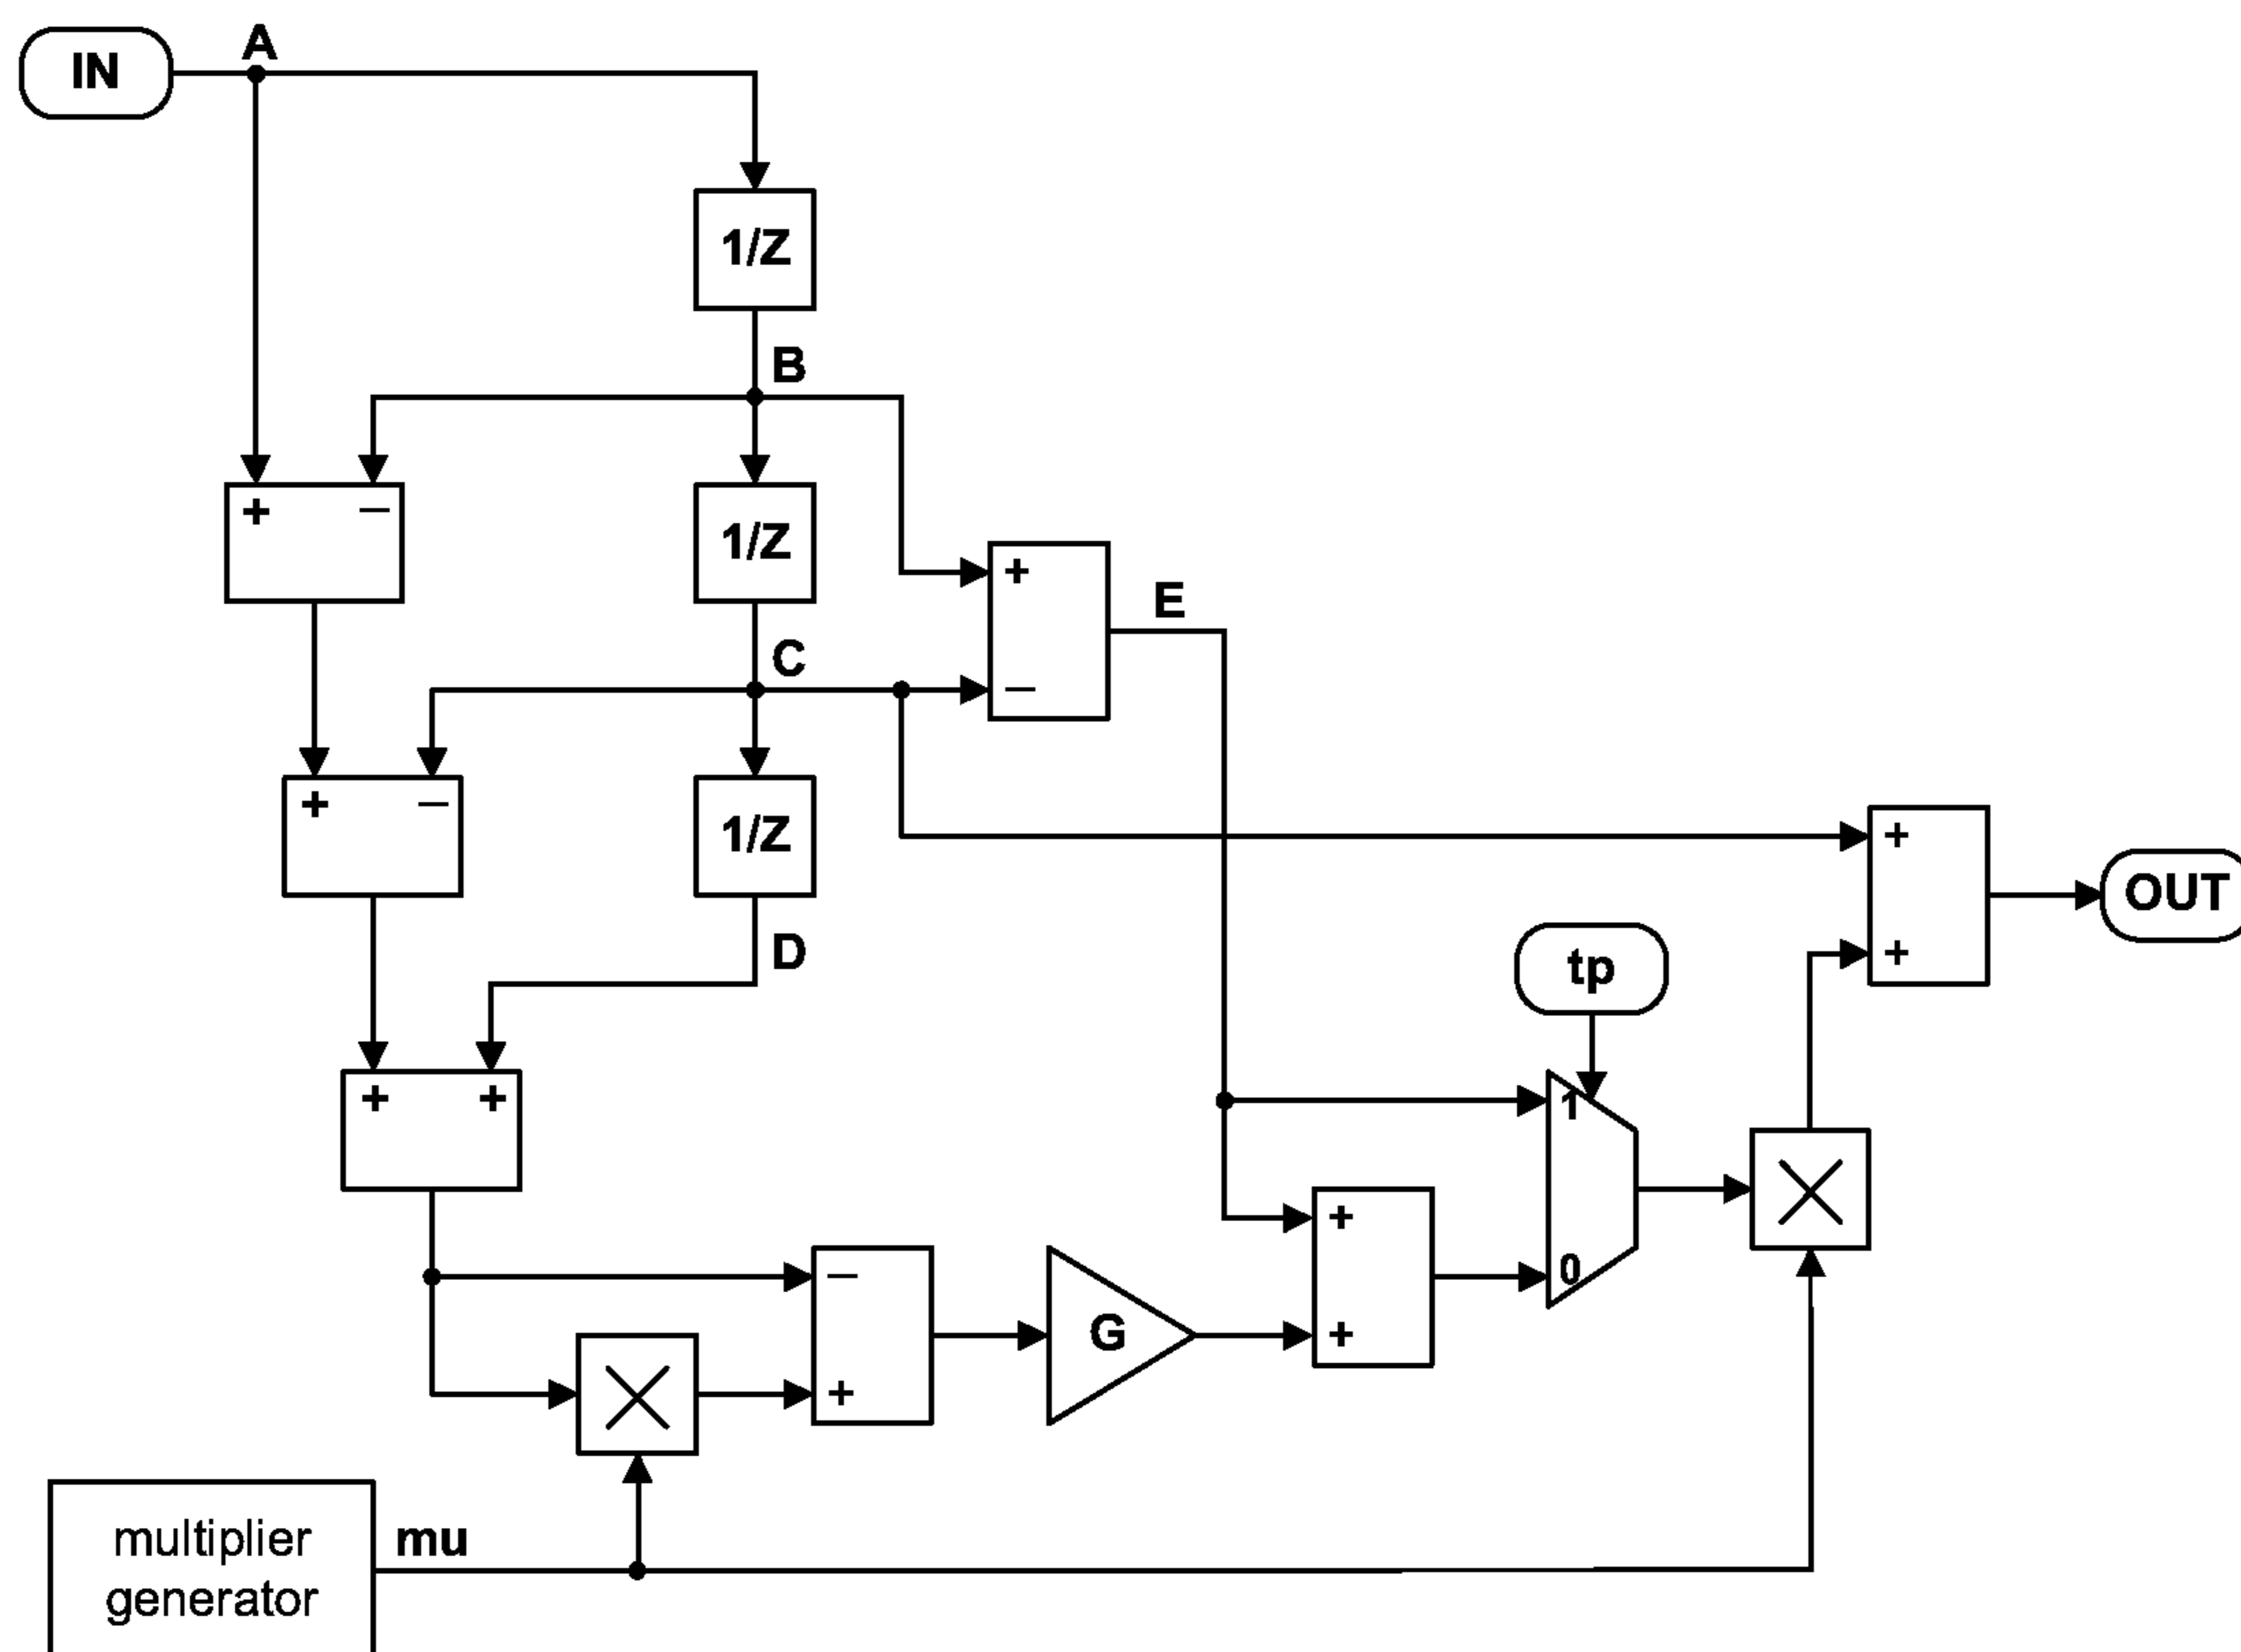 IN
A
1/Z
B
+ –
1/Z
+
E
C
–
+ –
1/Z
+
OUT
D
tp
+
+ +
1
+
–
0
G
+
+
multiplier
generator
mu